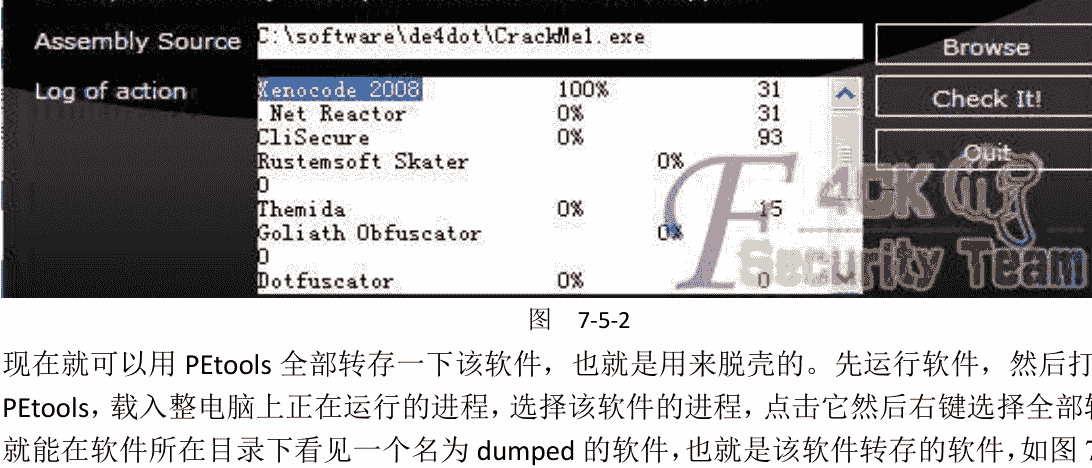 Assembly Source C:\software\de4dot\CrackMe1.exe Browse
Log of action Xenocode 2008 100% 31 Check It!
.Net Reactor 0% 31
CliSecure 0% 93 Quit
Rustemsoft Skater 0%
0
Themida 0% 15
Goliath Obfuscator 0%
0
Dotfuscator 0% 0
F4CK
Security Team
图 7-5-2
现在就可以用 PEtools 全部转存一下该软件，也就是用来脱壳的。先运行软件，然后打
PEtools，载入整电脑上正在运行的进程，选择该软件的进程，点击它然后右键选择全部
就能在软件所在目录下看见一个名为 dumped 的软件，也就是该软件转存的软件，如图